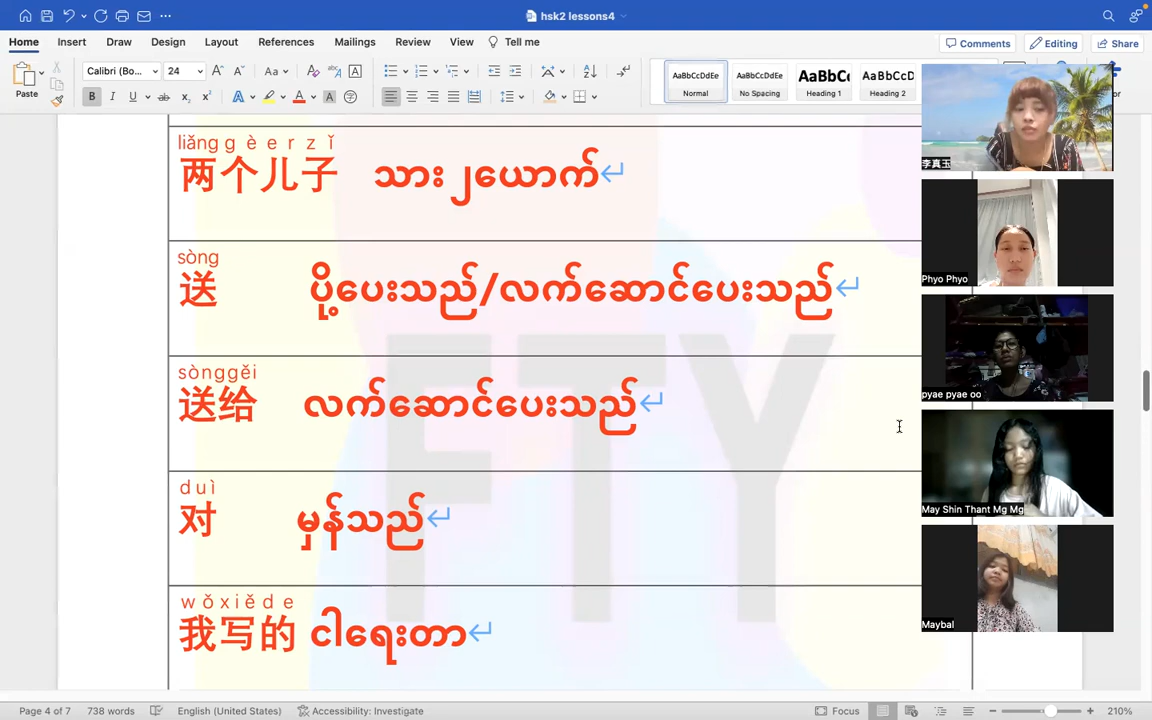 hsk2 lessons4
Home Insert Draw Design Layout References Mailings Review View Tell me
Comments Editing Share
Paste
Calibri (Bo... 24
AaBbCcDdEe AaBbCcDdEe AaBbCc AaBbCcD
Normal No Spacing Heading 1 Heading 2
liǎng gè er zǐ
两个儿子 သား ၂ယောက်
sòng
送 ပို့ပေးသည်/လက်ဆောင်ပေးသည်
sònggěi
送给 လက်ဆောင်ပေးသည်
duì
对 မှန်သည်
wǒxiěde
我写的 ငါရေးတာ
FTY
李真玉
Phyo Phyo
pyae pyae oo
May Shin Thant Mg Mg
Maybal
Page 4 of 7 738 words English (United States) Accessibility: Investigate Focus 210%